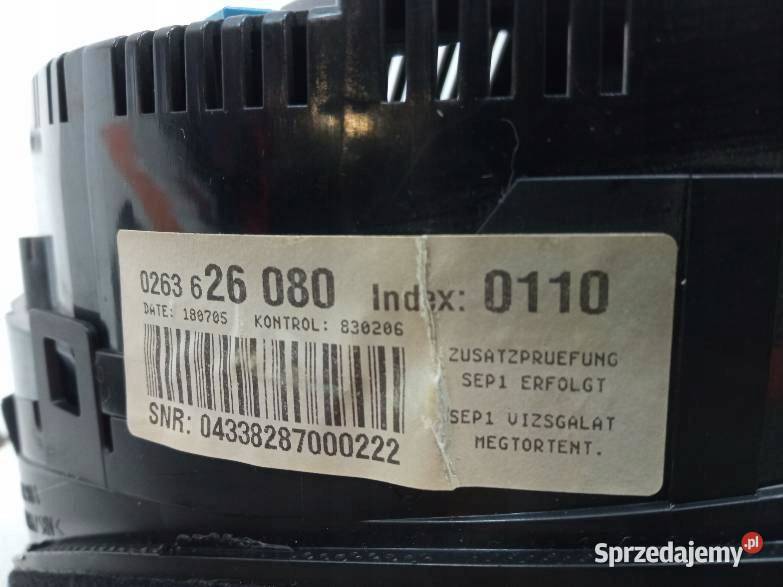 0263 626 080 Index: 0110
DATE: 180705 KONTROL: 830206
ZUSATZPRUEFUNG
SEP1 ERFOLGT
SEP1 VIZSGALAT
MEGTORTENT.
SNR: 04338287000222
Sprzedajemy.pl